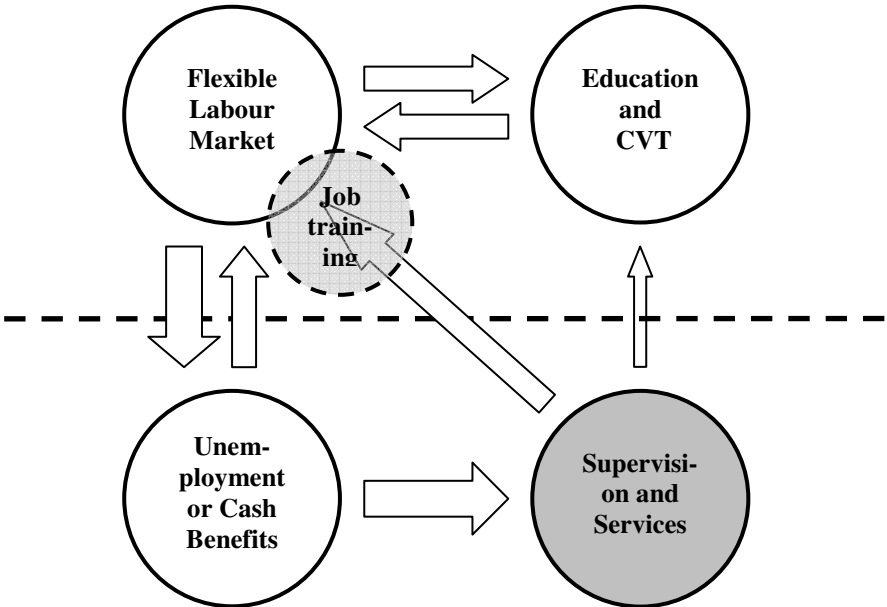 Flexible
Labour
Market
Education
and
CVT
Job
train-
ing
Unem-
ployment
or Cash
Benefits
Supervisi-
on and
Services